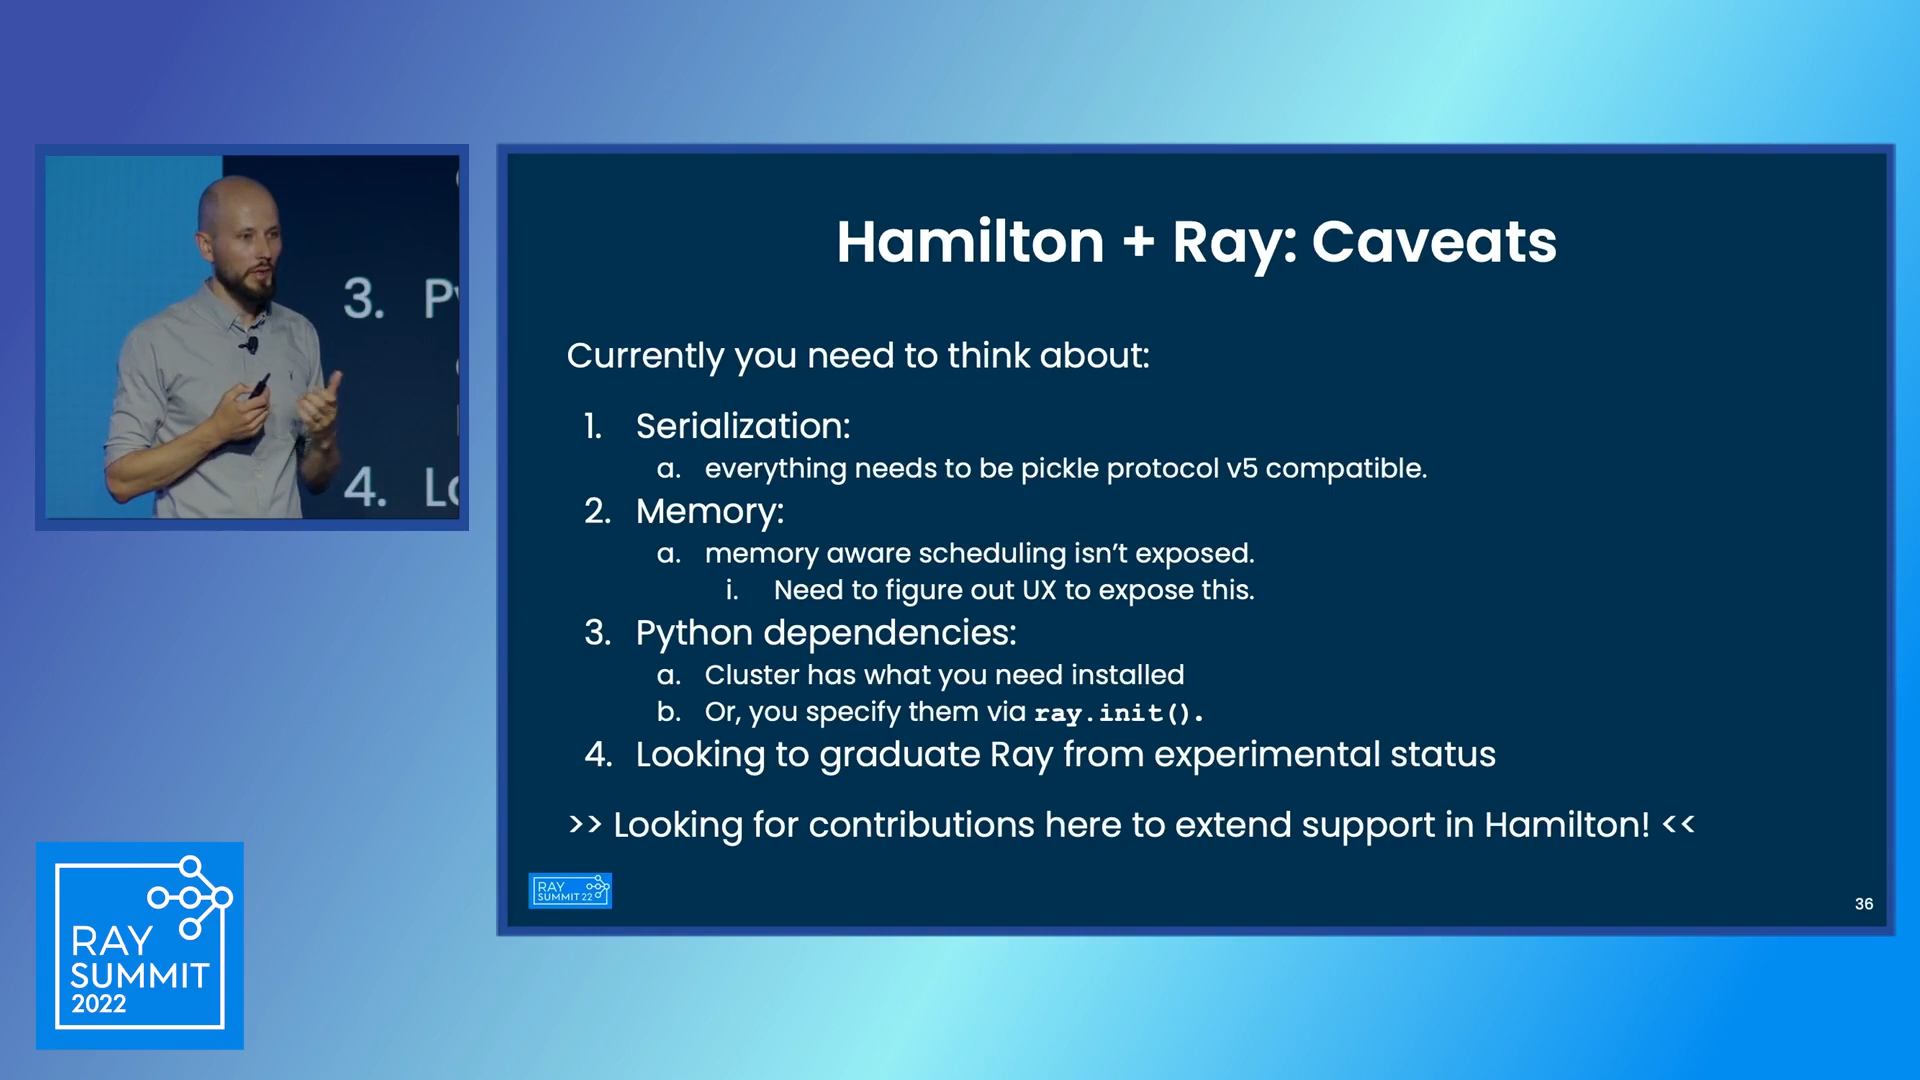 Hamilton + Ray: Caveats
Currently you need to think about:
1. Serialization:
a. everything needs to be pickle protocol v5 compatible.
2. Memory:
a. memory aware scheduling isn’t exposed.
i. Need to figure out UX to expose this.
3. Python dependencies:
a. Cluster has what you need installed
b. Or, you specify them via ray.init().
4. Looking to graduate Ray from experimental status
>> Looking for contributions here to extend support in Hamilton! <<
RAY
SUMMIT 22
36
3. Py
4. Lo
RAY
SUMMIT
2022